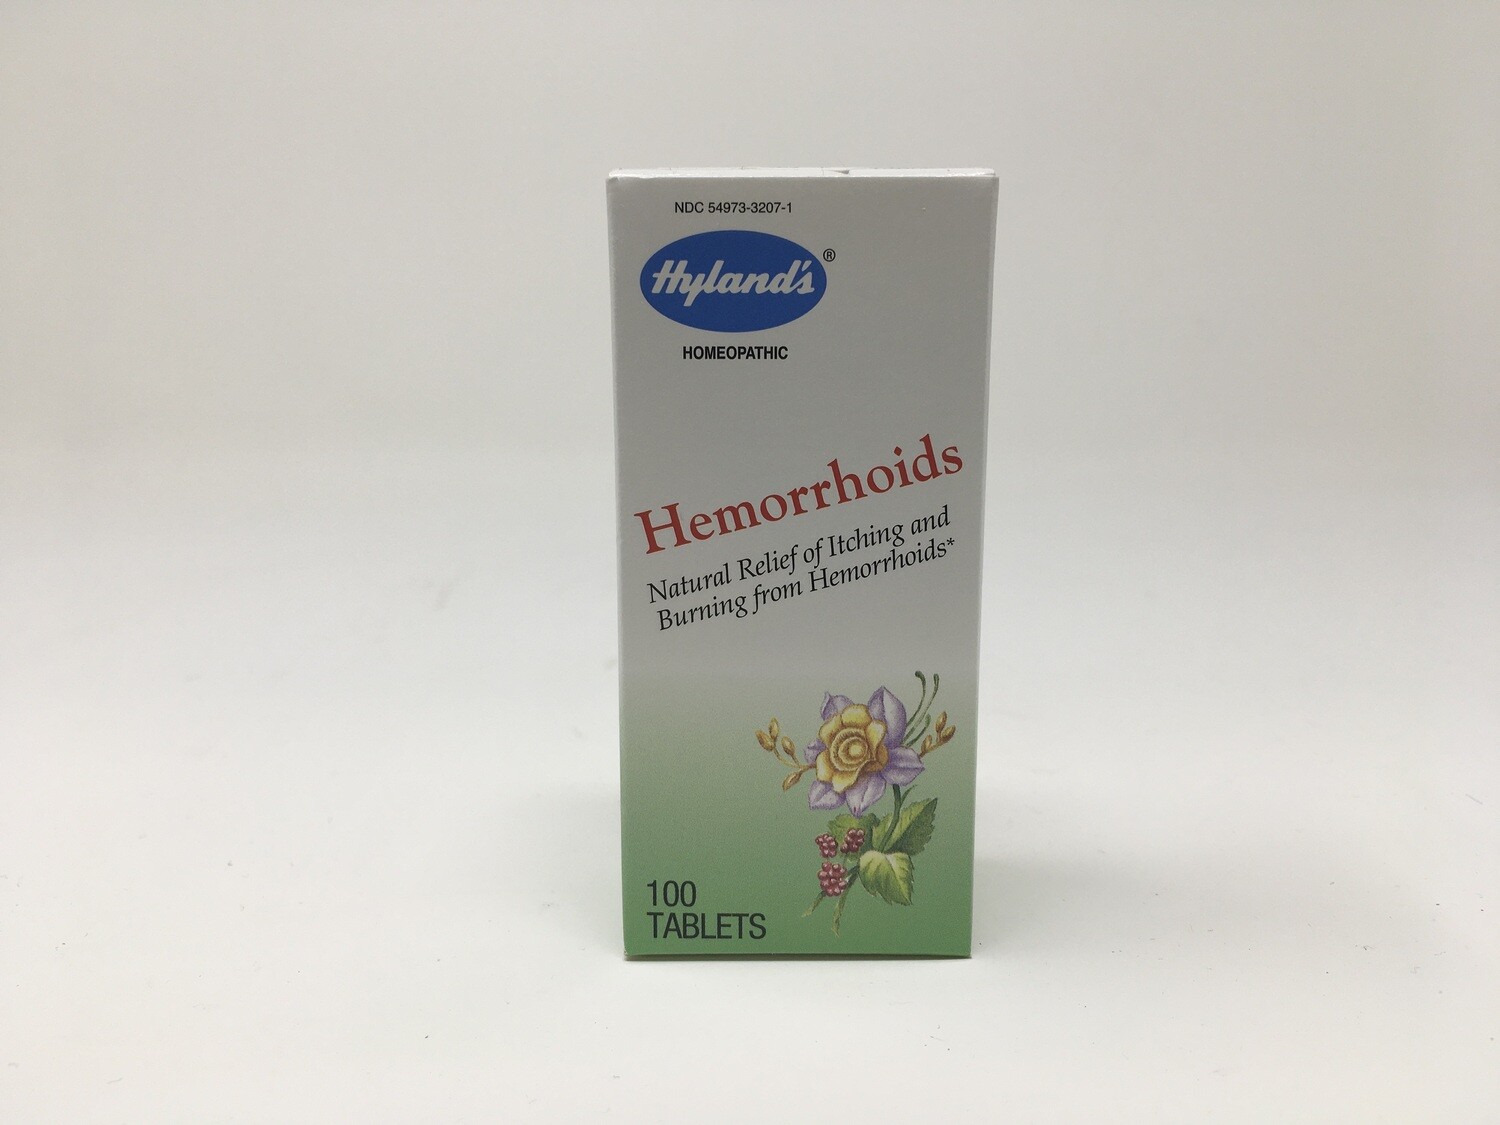 NDC 54973-3207-1
Hyland's®
HOMEOPATHIC
Hemorrhoids
Natural Relief of Itching and
Burning from Hemorrhoids*
100
TABLETS